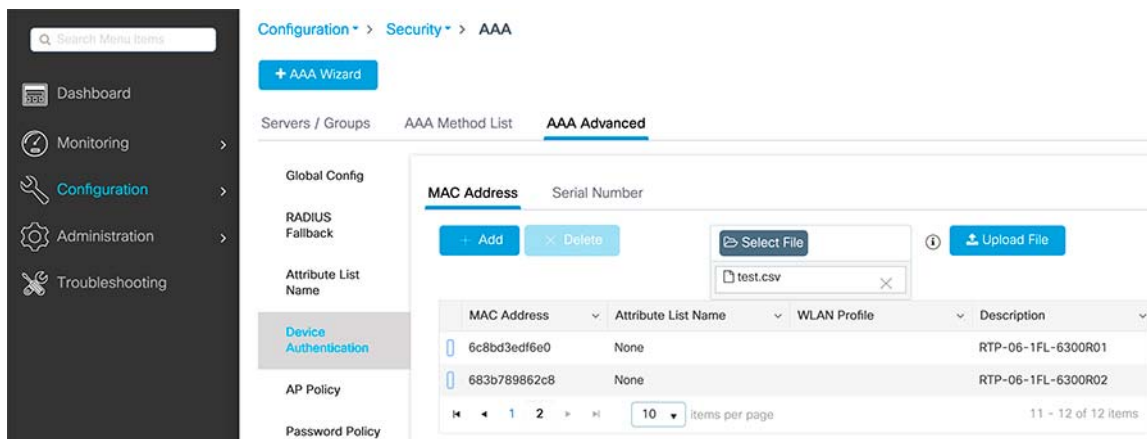 Search Menu Items
Dashboard
Monitoring
Configuration
Administration
Troubleshooting
Configuration > Security > AAA
+ AAA Wizard
Servers / Groups AAA Method List AAA Advanced
Global Config
RADIUS
Fallback
Attribute List
Name
Device
Authentication
AP Policy
Password Policy
MAC Address Serial Number
+ Add × Delete
Select File
Upload File
test.csv
MAC Address Attribute List Name WLAN Profile Description
6c8bd3edf6e0 None RTP-06-1FL-6300R01
683b789862c8 None RTP-06-1FL-6300R02
1 2 10 items per page 11 - 12 of 12 items